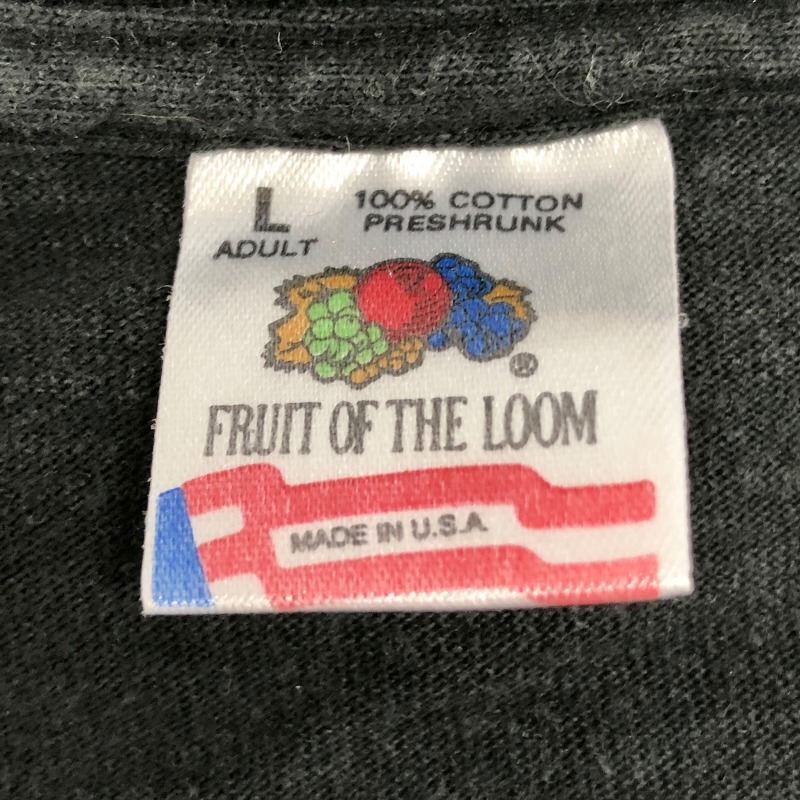 L
ADULT
100% COTTON
PRESHRUNK
®
FRUIT OF THE LOOM
MADE IN U.S.A.